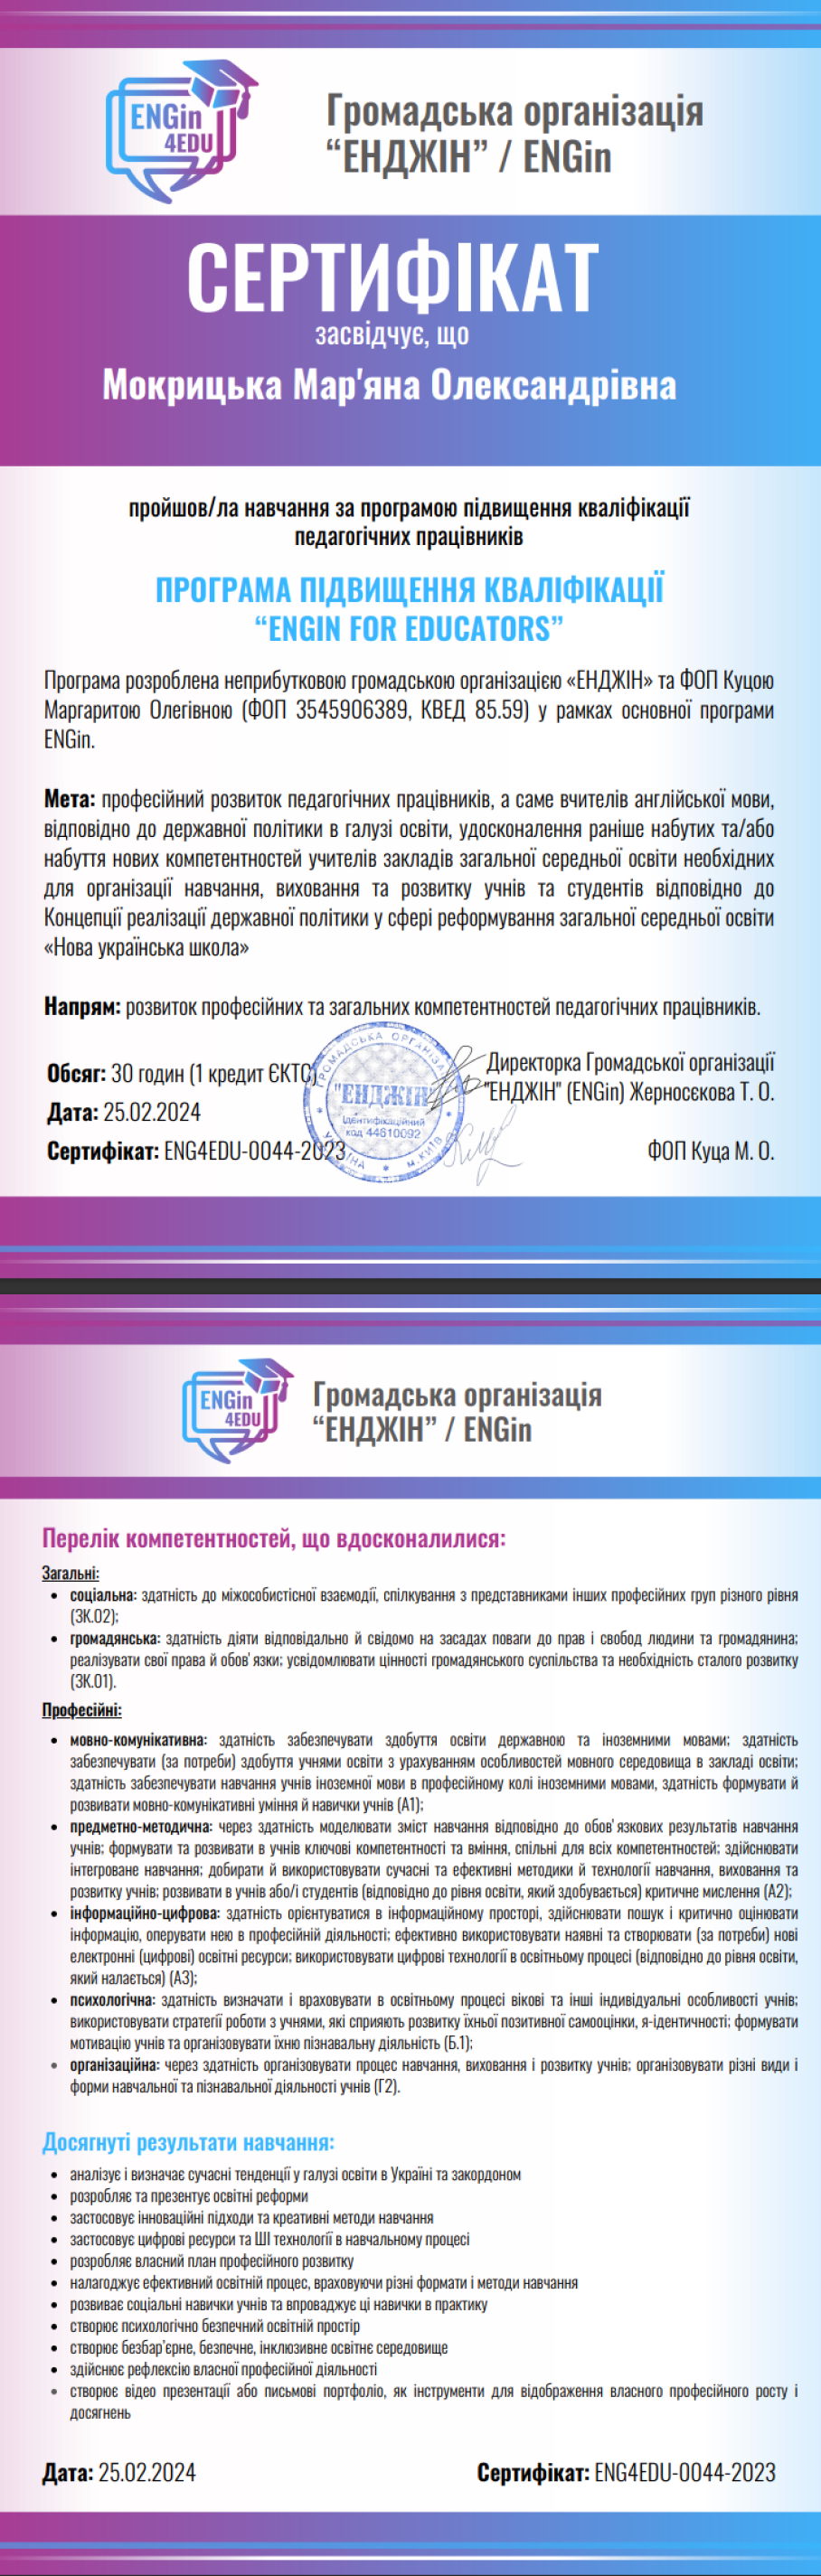 ENGin
4EDU
Громадська організація
“ЕНДЖІН” / ENGin
СЕРТИФІКАТ
засвідчує, що
Мокрицька Мар'яна Олександрівна
пройшов/ла навчання за програмою підвищення кваліфікації
педагогічних працівників
ПРОГРАМА ПІДВИЩЕННЯ КВАЛІФІКАЦІЇ
“ENGIN FOR EDUCATORS”
Програма розроблена неприбутковою громадською організацією «ЕНДЖІН» та ФОП Куцою
Маргаритою Олегівною (ФОП 3545906389, КВЕД 85.59) у рамках основної програми
ENGin.
Мета: професійний розвиток педагогічних працівників, а саме вчителів англійської мови,
відповідно до державної політики в галузі освіти, удосконалення раніше набутих та/або
набуття нових компетентностей учителів закладів загальної середньої освіти необхідних
для організації навчання, виховання та розвитку учнів та студентів відповідно до
Концепції реалізації державної політики у сфері реформування загальної середньої освіти
«Нова українська школа»
Напрям: розвиток професійних та загальних компетентностей педагогічних працівників.
Обсяг: 30 годин (1 кредит ЄКТС)
Дата: 25.02.2024
Сертифікат: ENG4EDU-0044-2023
ГРОМАДСЬКА ОРГАНІЗА
"ЕНДЖІН"
Ідентифікаційний
код 44610092
УКРАЇНА * м.КИЇВ
Директорка Громадської організації
"ЕНДЖІН" (ENGin) Жерносєкова Т. О.
ФОП Куца М. О.
ENGin
4EDU
Громадська організація
“ЕНДЖІН” / ENGin
Перелік компетентностей, що вдосконалилися:
Загальні:
• соціальна: здатність до міжособистісної взаємодії, спілкування з представниками інших професійних груп різного рівня
(ЗК.02);
• громадянська: здатність діяти відповідально й свідомо на засадах поваги до прав і свобод людини та громадянина;
реалізувати свої права й обов'язки; усвідомлювати цінності громадянського суспільства та необхідність сталого розвитку
(ЗК.01).
Професійні:
• мовно-комунікативна: здатність забезпечувати здобуття освіти державною та іноземними мовами; здатність
забезпечувати (за потреби) здобуття учнями освіти з урахуванням особливостей мовного середовища в закладі освіти;
здатність забезпечувати навчання учнів іноземної мови в професійному колі іноземними мовами, здатність формувати й
розвивати мовно-комунікативні уміння й навички учнів (А1);
• предметно-методична: через здатність моделювати зміст навчання відповідно до обов'язкових результатів навчання
учнів; формувати та розвивати в учнів ключові компетентності та вміння, спільні для всіх компетентностей; здійснювати
інтегроване навчання; добирати й використовувати сучасні та ефективні методики й технології навчання, виховання та
розвитку учнів; розвивати в учнів або/і студентів (відповідно до рівня освіти, який здобувається) критичне мислення (А2);
• інформаційно-цифрова: здатність орієнтуватися в інформаційному просторі, здійснювати пошук і критично оцінювати
інформацію, оперувати нею в професійній діяльності; ефективно використовувати наявні та створювати (за потреби) нові
електронні (цифрові) освітні ресурси; використовувати цифрові технології в освітньому процесі (відповідно до рівня освіти,
який налається) (А3);
• психологічна: здатність визначати і враховувати в освітньому процесі вікові та інші індивідуальні особливості учнів;
використовувати стратегії роботи з учнями, які сприяють розвитку їхньої позитивної самооцінки, я-ідентичності; формувати
мотивацію учнів та організовувати їхню пізнавальну діяльність (Б.1);
• організаційна: через здатність організовувати процес навчання, виховання і розвитку учнів; організовувати різні види і
форми навчальної та пізнавальної діяльності учнів (Г2).
Досягнуті результати навчання:
• аналізує і визначає сучасні тенденції у галузі освіти в Україні та закордоном
• розробляє та презентує освітні реформи
• застосовує інноваційні підходи та креативні методи навчання
• застосовує цифрові ресурси та ШІ технології в навчальному процесі
• розробляє власний план професійного розвитку
• налагоджує ефективний освітній процес, враховуючи різні формати і методи навчання
• розвиває соціальні навички учнів та впроваджує ці навички в практику
• створює психологічно безпечний освітній простір
• створює безбар'єрне, безпечне, інклюзивне освітнє середовище
• здійснює рефлексію власної професійної діяльності
• створює відео презентації або письмові портфоліо, як інструменти для відображення власного професійного росту і
досягнень
Дата: 25.02.2024
Сертифікат: ENG4EDU-0044-2023